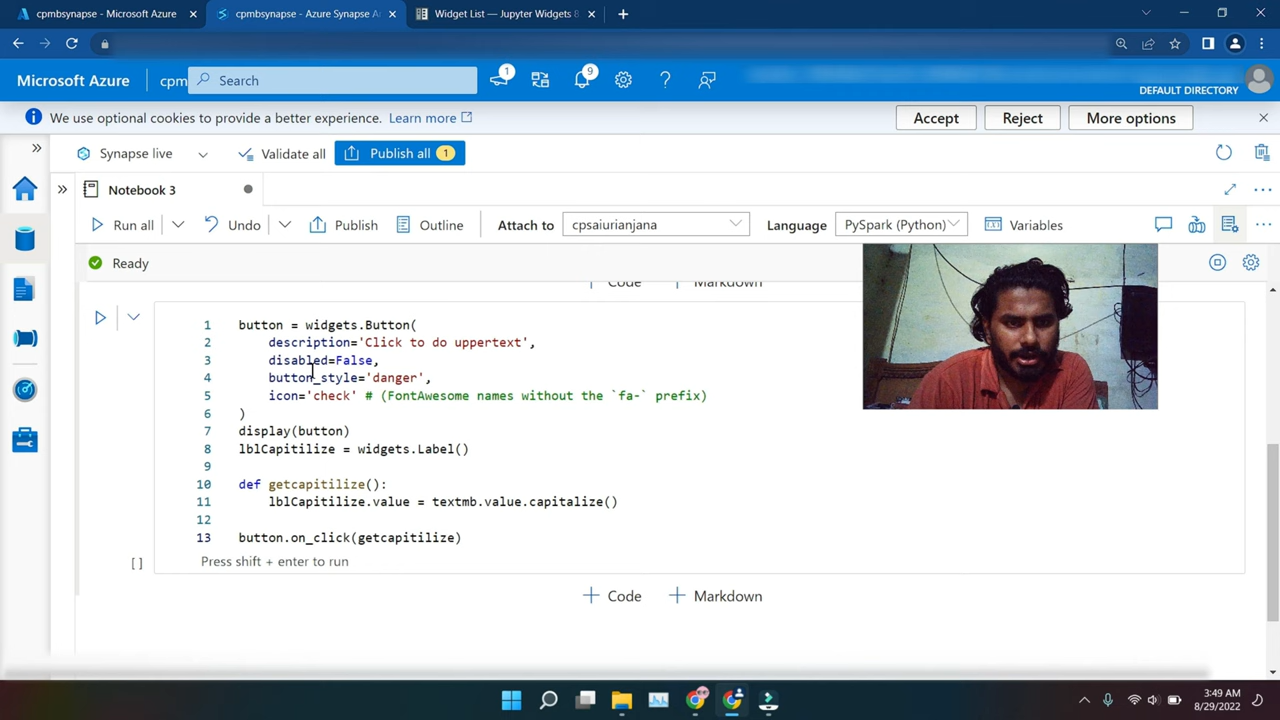 cpmbsynapse - Microsoft Azure
cpmbsynapse - Azure Synapse A
Widget List — Jupyter Widgets 8
Microsoft Azure
cpm
Search
1
9
DEFAULT DIRECTORY
We use optional cookies to provide a better experience. Learn more
Accept
Reject
More options
Synapse live
Validate all
Publish all 1
Notebook 3
Run all
Undo
Publish
Outline
Attach to
cpsaiurianjana
Language
PySpark (Python)
Variables
Ready
Code
Markdown
1 button = widgets.Button(
2 description='Click to do uppertext',
3 disabled=False,
4 button_style='danger',
5 icon='check' # (FontAwesome names without the `fa-` prefix)
6 )
7 display(button)
8 lblCapitilize = widgets.Label()
9
10 def getcapitilize():
11 lblCapitilize.value = textmb.value.capitalize()
12
13 button.on_click(getcapitilize)
[ ]
Press shift + enter to run
Code
Markdown
3:49 AM
8/29/2022